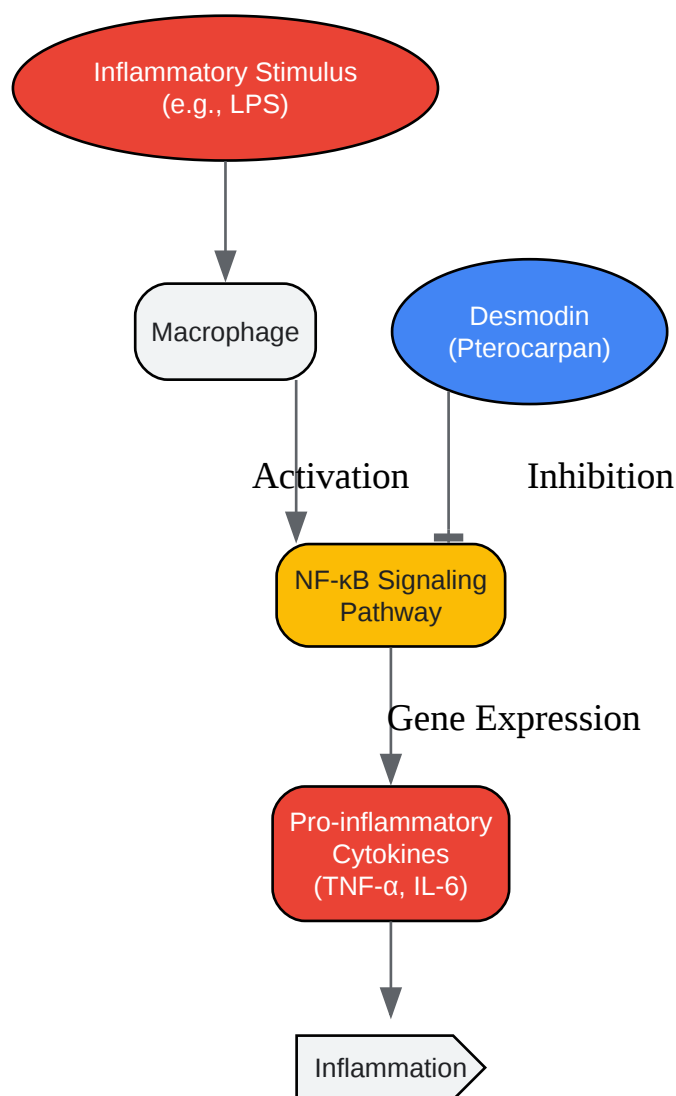 Inflammatory Stimulus
(e.g., LPS)
Macrophage
Desmodin
(Pterocarpan)
Activation
Inhibition
NF-κB Signaling
Pathway
Gene Expression
Pro-inflammatory
Cytokines
(TNF-α, IL-6)
Inflammation